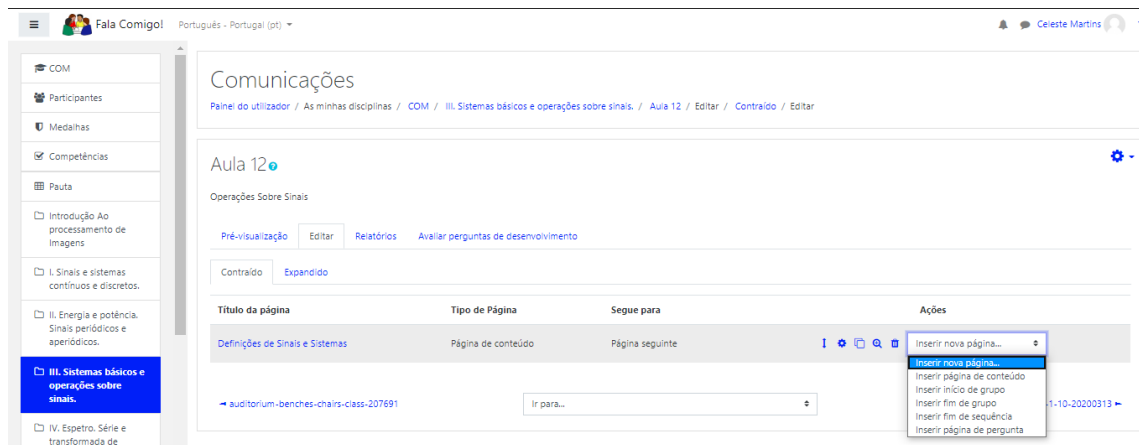 Fala Comigo! Português - Portugal (pt)
Celeste Martins
COM
Participantes
Medalhas
Competências
Pauta
Introdução Ao
processamento de
Imagens
I. Sinais e sistemas
contínuos e discretos.
II. Energia e potência.
Sinais periódicos e
aperiódicos.
III. Sistemas básicos e
operações sobre
sinais.
IV. Espetro. Série e
transformada de
Comunicações
Painel do utilizador / As minhas disciplinas / COM / III. Sistemas básicos e operações sobre sinais. / Aula 12 / Editar / Contraído / Editar
Aula 12
Operações Sobre Sinais
Pré-visualização Editar Relatórios Avaliar perguntas de desenvolvimento
Contraído Expandido
Título da página Tipo de Página Segue para Ações
Definições de Sinais e Sistemas Página de conteúdo Página seguinte Inserir nova página...
Inserir nova página...
Inserir página de conteúdo
Inserir início de grupo
Inserir fim de grupo
Inserir fim de sequência
Inserir página de pergunta
◄ auditorium-benches-chairs-class-207691 Ir para... 1-10-20200313 ►